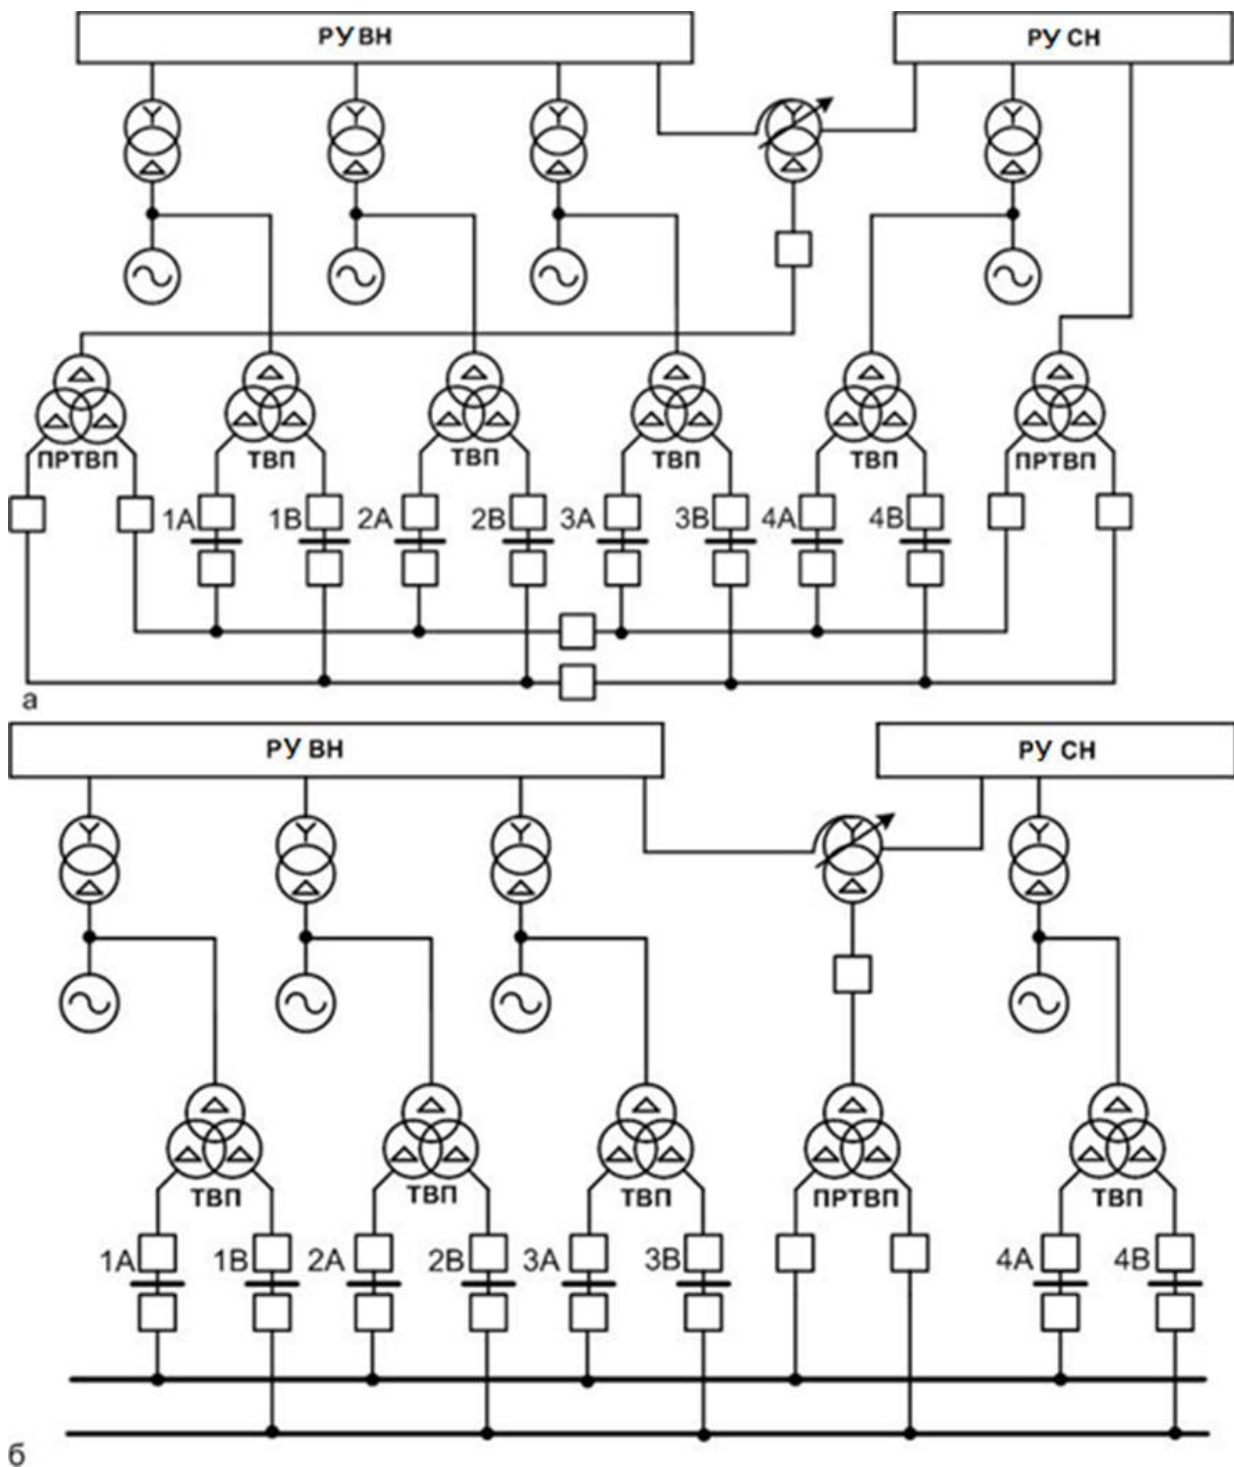 РУ ВН
РУ СН
ПРТВП
ТВП
ТВП
ТВП
ТВП
ПРТВП
1А
1В
2А
2В
3А
3В
4А
4В
а
РУ ВН
РУ СН
ТВП
ТВП
ТВП
ПРТВП
ТВП
1А
1В
2А
2В
3А
3В
4А
4В
б